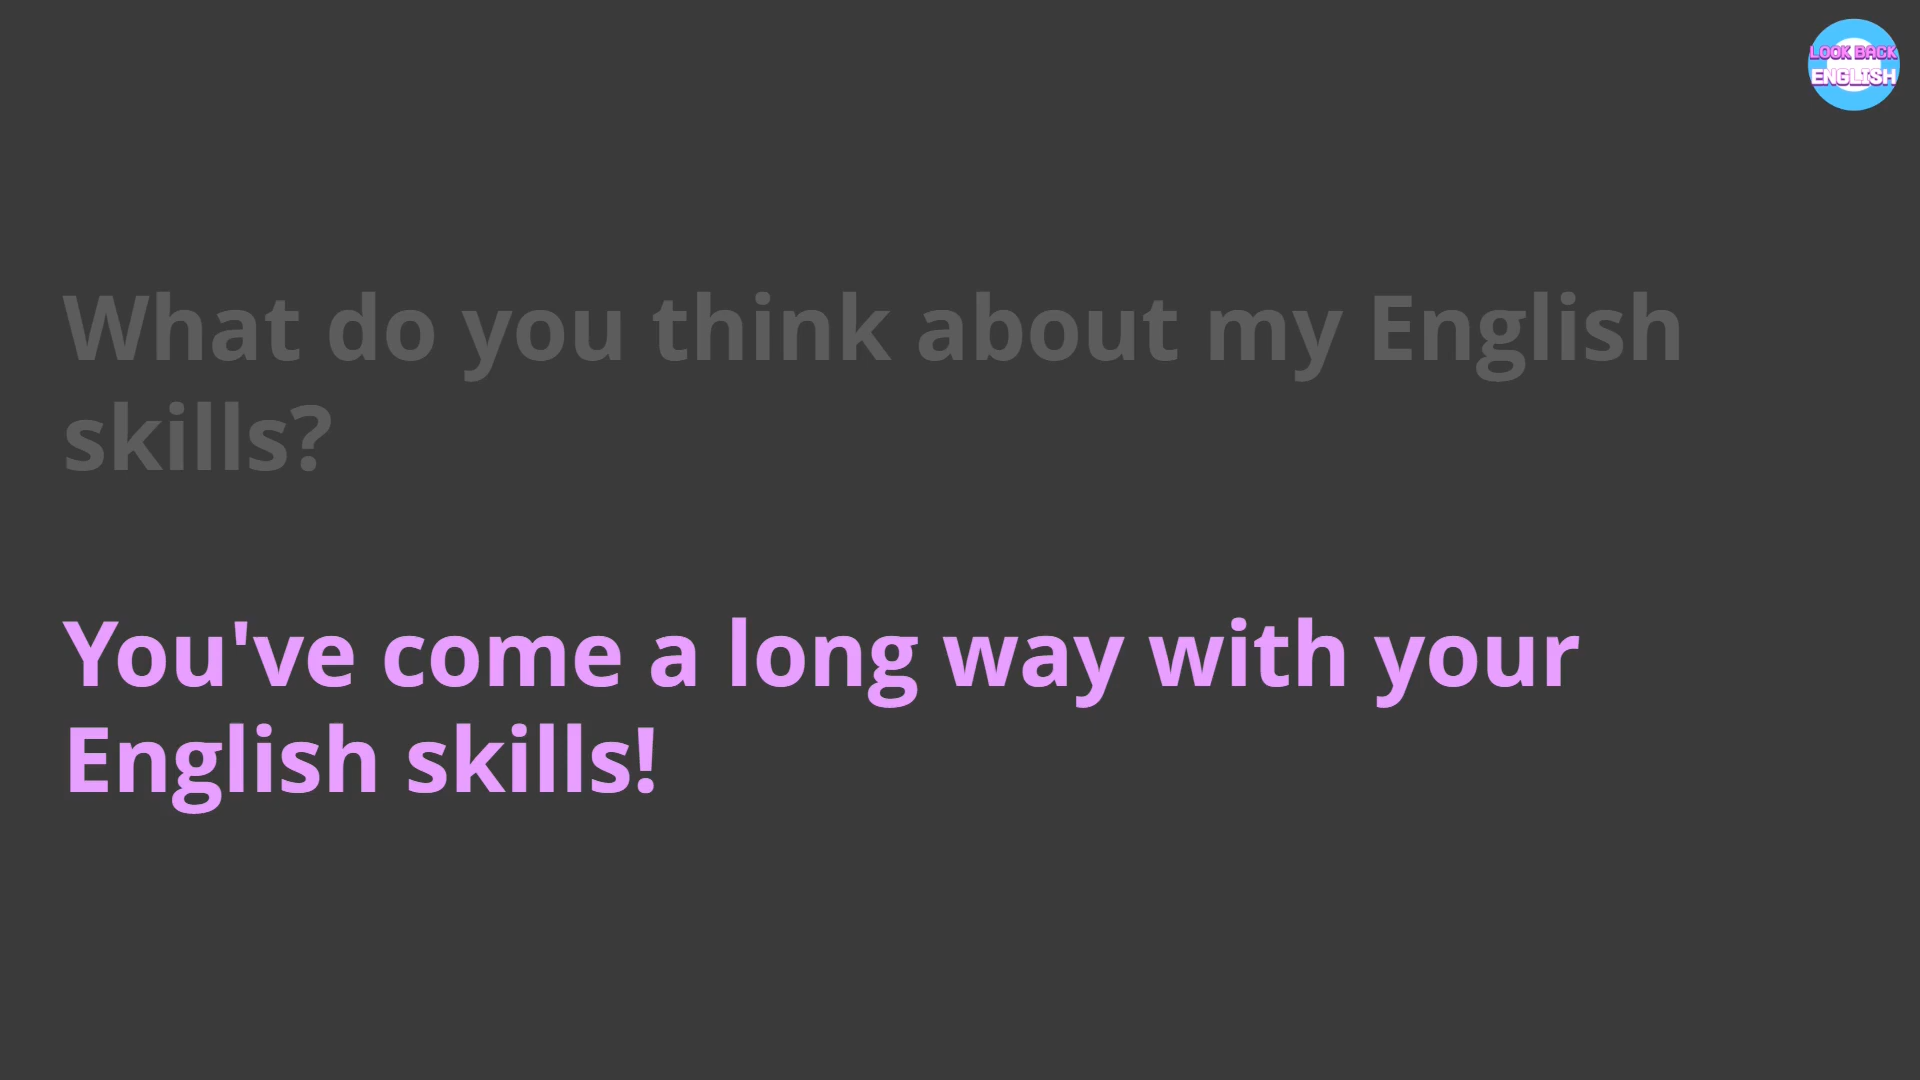 LOOK BACK
ENGLISH
What do you think about my English
skills?
You've come a long way with your
English skills!